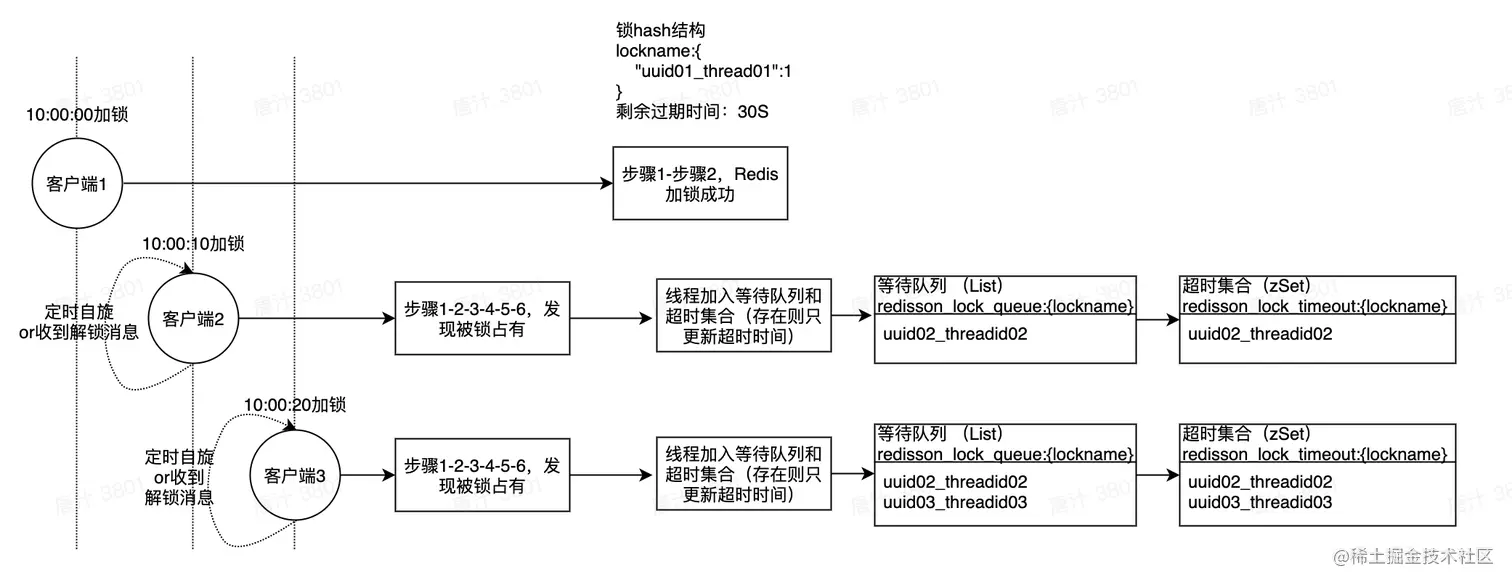 锁hash结构
lockname:{
"uuid01_thread01":1
}
剩余过期时间：30S
10:00:00加锁
客户端1
步骤1-步骤2，Redis
加锁成功
10:00:10加锁
定时自旋
or收到解锁消息
客户端2
步骤1-2-3-4-5-6，发
现被锁占有
线程加入等待队列和
超时集合（存在则只
更新超时时间）
等待队列 （List）
redisson_lock_queue:{lockname}
uuid02_threadid02
超时集合（zSet）
redisson_lock_timeout:{lockname}
uuid02_threadid02
10:00:20加锁
定时自旋
or收到
解锁消息
客户端3
步骤1-2-3-4-5-6，发
现被锁占有
线程加入等待队列和
超时集合（存在则只
更新超时时间）
等待队列 （List）
redisson_lock_queue:{lockname}
uuid02_threadid02
uuid03_threadid03
超时集合（zSet）
redisson_lock_timeout:{lockname}
uuid02_threadid02
uuid03_threadid03
唐汁 3801
@稀土掘金技术社区